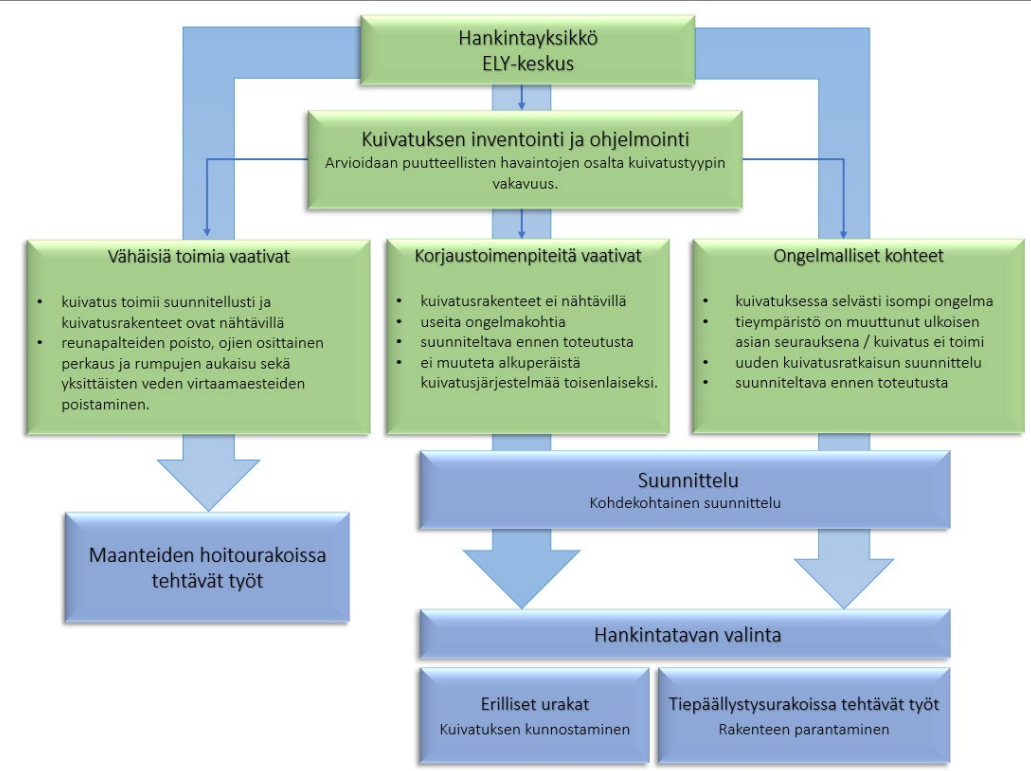 Hankintayksikkö
ELY-keskus
Kuivatuksen inventointi ja ohjelmointi
Arvioidaan puutteellisten havaintojen osalta kuivatustyypin
vakavuus.
Vähäisiä toimia vaativat
• kuivatus toimii suunnitellusti ja
kuivatusrakenteet ovat nähtävillä
• reunapalteiden poisto, ojien osittainen
perkaus ja rumpujen aukaisu sekä
yksittäisten veden virtaamaesteiden
poistaminen.
Korjaustoimenpiteitä vaativat
• kuivatusrakenteet ei nähtävillä
• useita ongelmakohtia
• suunniteltava ennen toteutusta
• ei muuteta alkuperäistä
kuivatusjärjestelmää toisenlaiseksi.
Ongelmalliset kohteet
• kuivatuksessa selvästi isompi ongelma
• tieympäristö on muuttunut ulkoisen
asian seurauksena / kuivatus ei toimi
• uuden kuivatusratkaisun suunnittelu
• suunniteltava ennen toteutusta
Suunnittelu
Kohdekohtainen suunnittelu
Maanteiden hoitourakoissa
tehtävät työt
Hankintatavan valinta
Erilliset urakat
Kuivatuksen kunnostaminen
Tiepäällystysurakoissa tehtävät työt
Rakenteen parantaminen